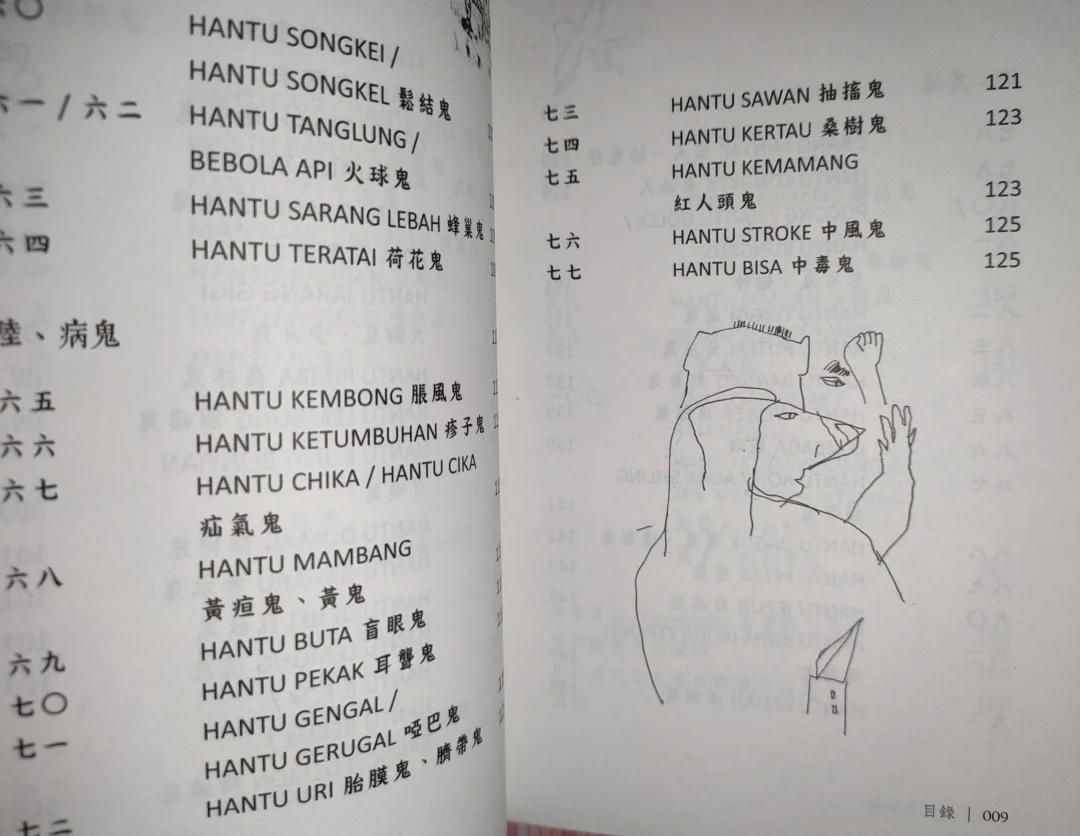 HANTU SONGKEI /
HANTU SONGKEL 鬆結鬼
六一 / 六二 HANTU TANGLUNG /
BEBOLA API 火球鬼
六三 HANTU SARANG LEBAH 蜂巢鬼
六四 HANTU TERATAI 荷花鬼
陸、病鬼
六五 HANTU KEMBONG 脹風鬼
六六 HANTU KETUMBUHAN 疹子鬼
六七 HANTU CHIKA / HANTU CIKA
疝氣鬼
六八 HANTU MAMBANG
黃疸鬼、黃鬼
HANTU BUTA 盲眼鬼
六九 HANTU PEKAK 耳聾鬼
七〇 HANTU GENGAL /
七一 HANTU GERUGAL 啞巴鬼
HANTU URI 胎膜鬼、臍帶鬼
七二
七三 HANTU SAWAN 抽搐鬼 121
七四 HANTU KERTAU 桑樹鬼 123
七五 HANTU KEMAMANG
紅人頭鬼 123
七六 HANTU STROKE 中風鬼 125
七七 HANTU BISA 中毒鬼 125
目錄 | 009